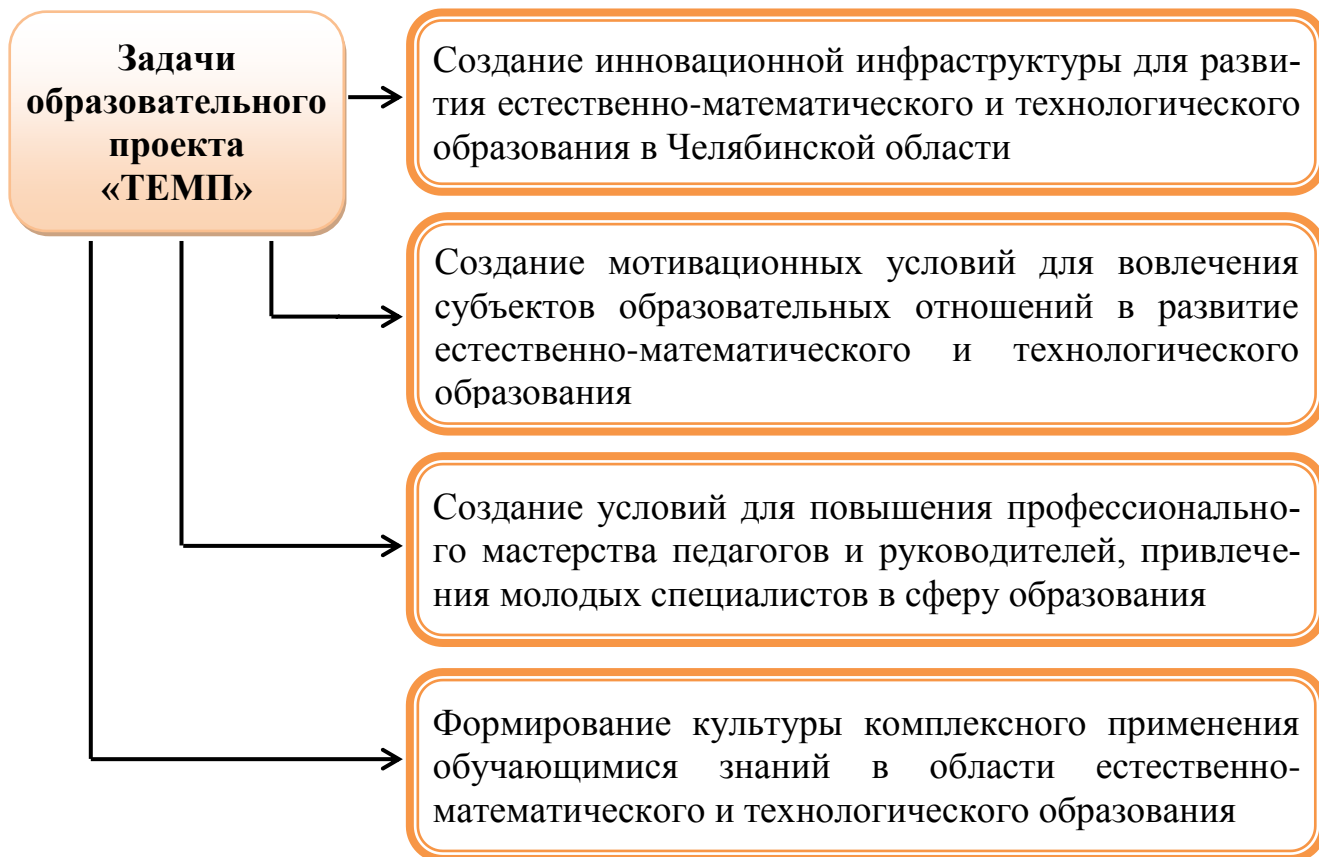 Задачи
образовательного
проекта
«ТЕМП»
Создание инновационной инфраструктуры для разви-
тия естественно-математического и технологического
образования в Челябинской области
Создание мотивационных условий для вовлечения
субъектов образовательных отношений в развитие
естественно-математического и технологического
образования
Создание условий для повышения профессионально-
го мастерства педагогов и руководителей, привлече-
ния молодых специалистов в сферу образования
Формирование культуры комплексного применения
обучающимися знаний в области естественно-
математического и технологического образования